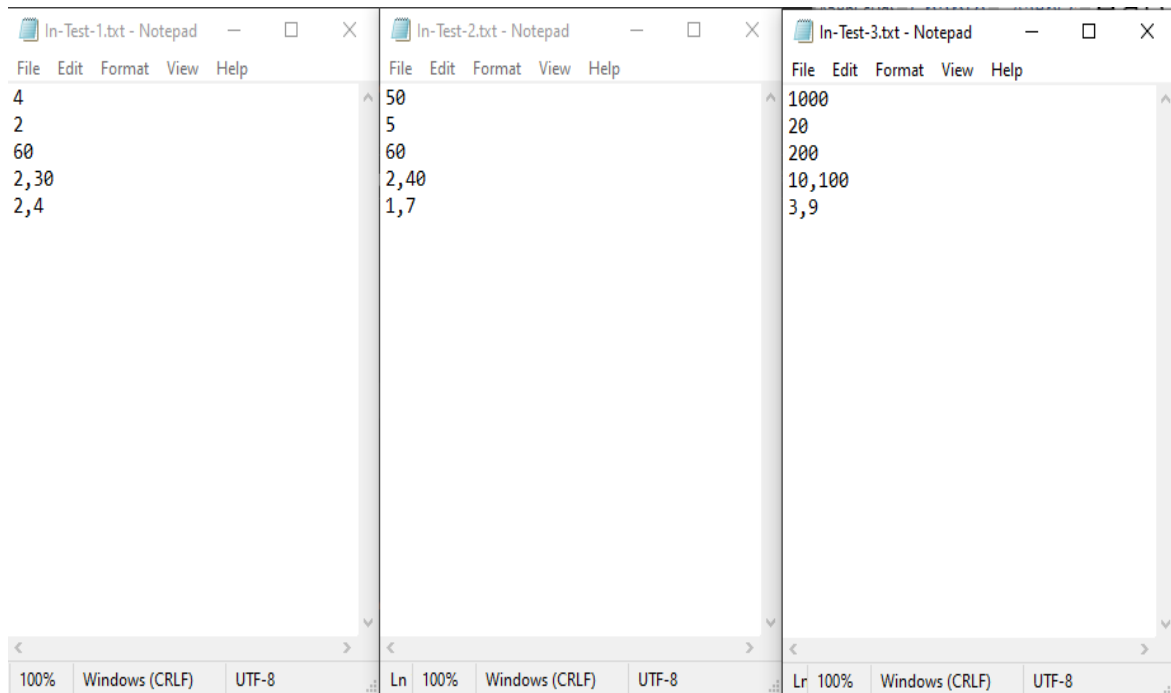 In-Test-1.txt - Notepad
File Edit Format View Help
4
2
60
2,30
2,4
100% Windows (CRLF) UTF-8
In-Test-2.txt - Notepad
File Edit Format View Help
50
5
60
2,40
1,7
Ln 100% Windows (CRLF) UTF-8
In-Test-3.txt - Notepad
File Edit Format View Help
1000
20
200
10,100
3,9
Lr 100% Windows (CRLF) UTF-8